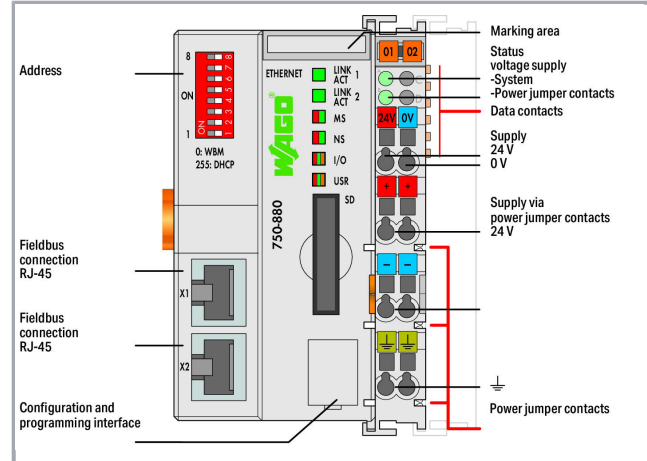 Address
8
ON
1
ON
1 2 3 4 5 6 7 8
0: WBM
255: DHCP
Fieldbus
connection
RJ-45
X1
Fieldbus
connection
RJ-45
X2
Configuration and
programming interface
ETHERNET
LINK 1
ACT
LINK 2
ACT
MS
NS
I/O
USR
SD
WAGO
750-880
01 02
24V 0V
+ +
– –
Marking area
Status
voltage supply
-System
-Power jumper contacts
Data contacts
Supply
24 V
0 V
Supply via
power jumper contacts
24 V
Power jumper contacts